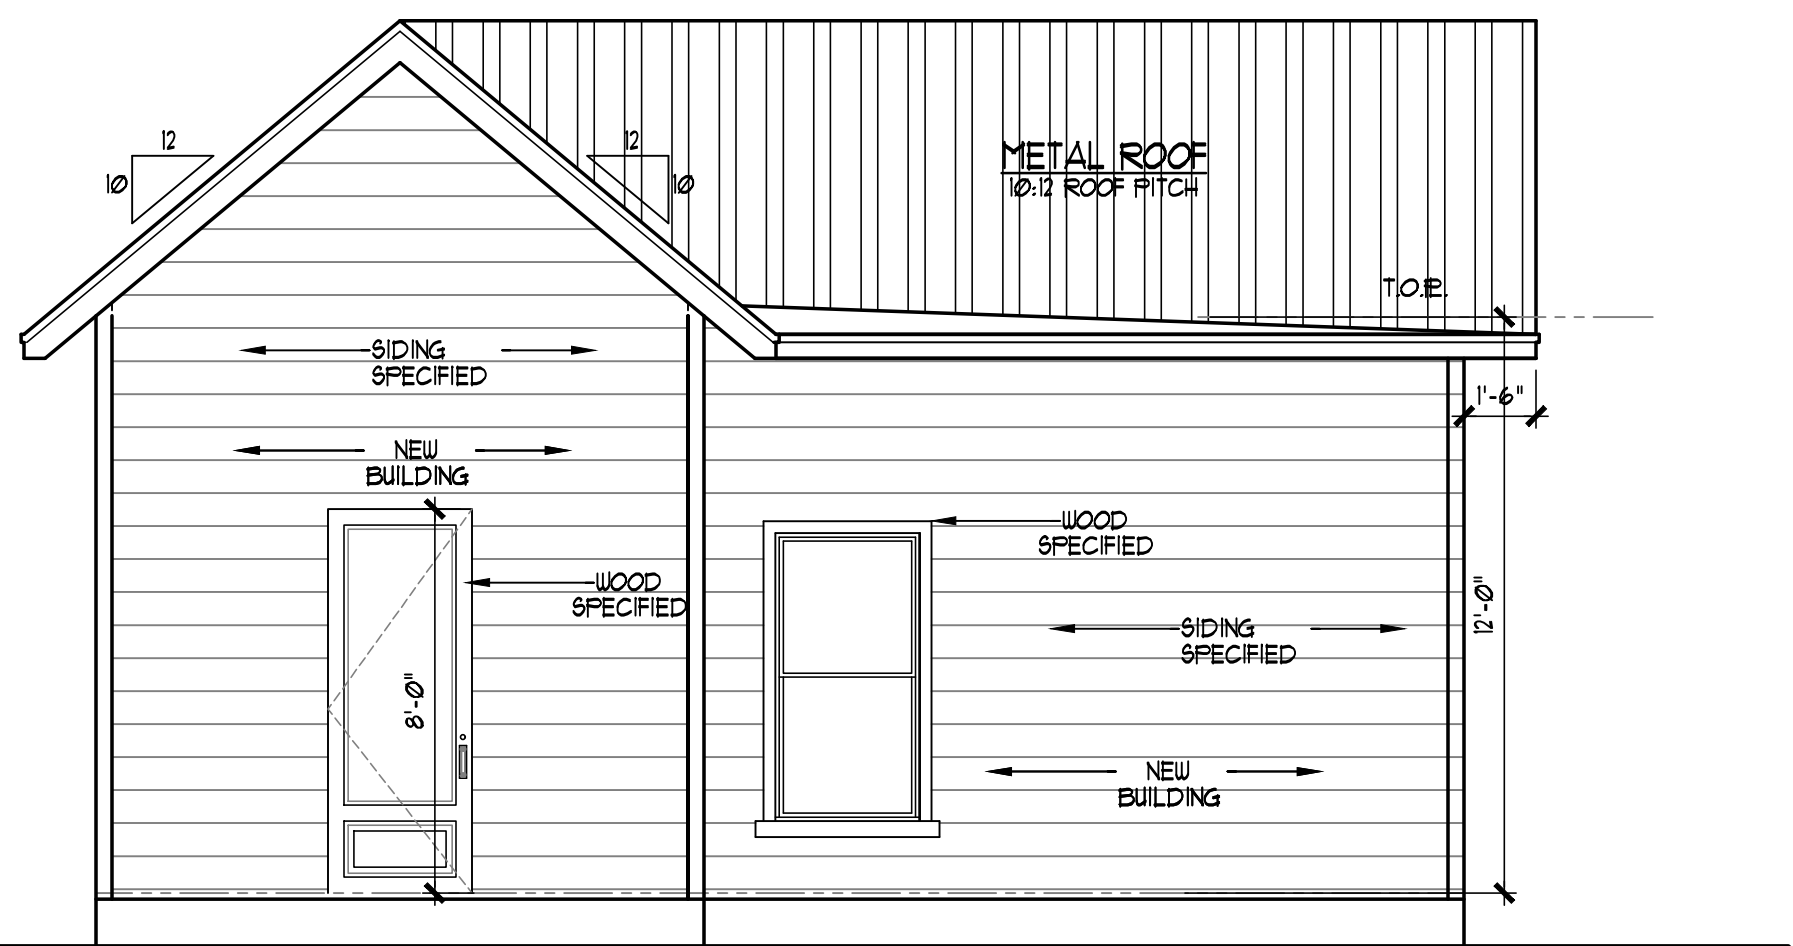 12
10
12
10
METAL ROOF
10:12 ROOF PITCH
T.O.P.
SIDING
SPECIFIED
1'-6"
NEW
BUILDING
WOOD
SPECIFIED
WOOD
SPECIFIED
12'-0"
SIDING
SPECIFIED
8'-0"
NEW
BUILDING